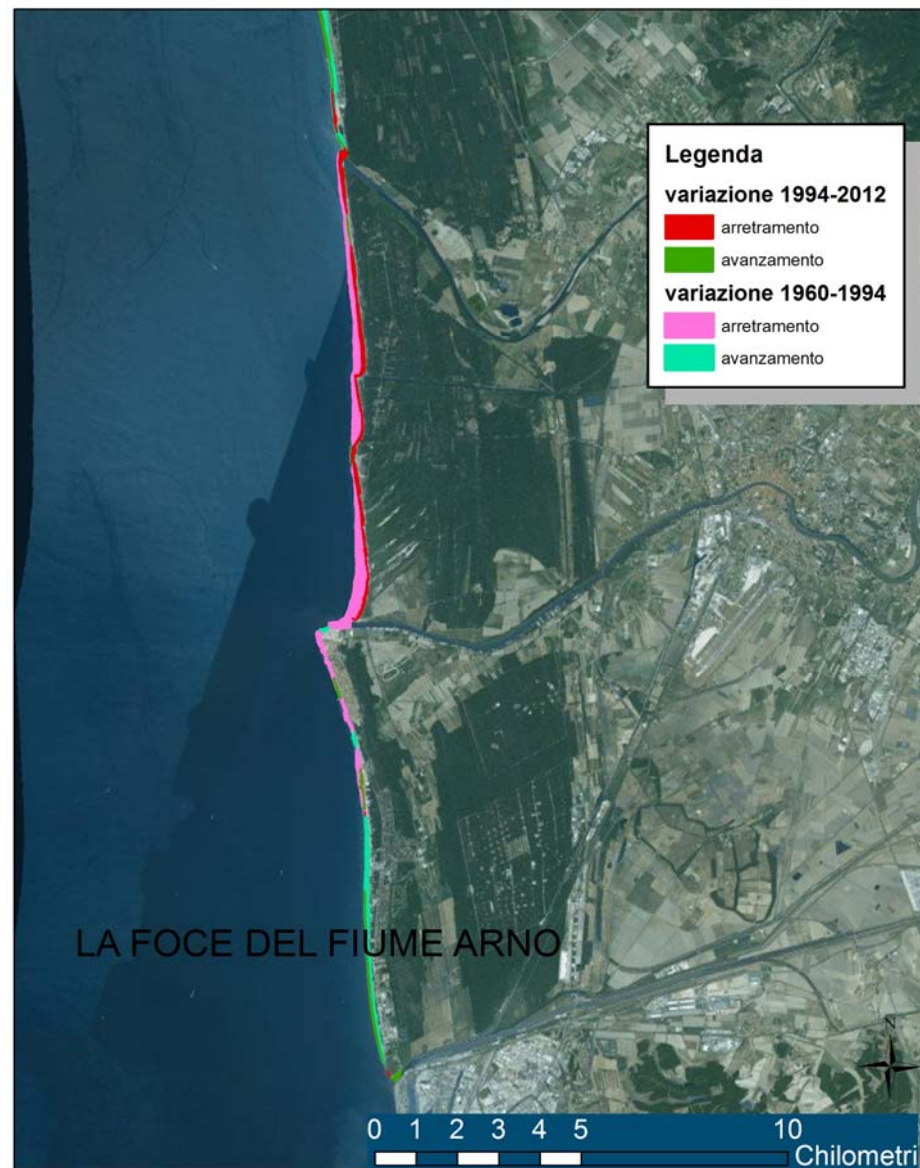 Legenda
variazione 1994-2012
arretramento
avanzamento
variazione 1960-1994
arretramento
avanzamento
LA FOCE DEL FIUME ARNO
N
0 1 2 3 4 5 10
Chilometri